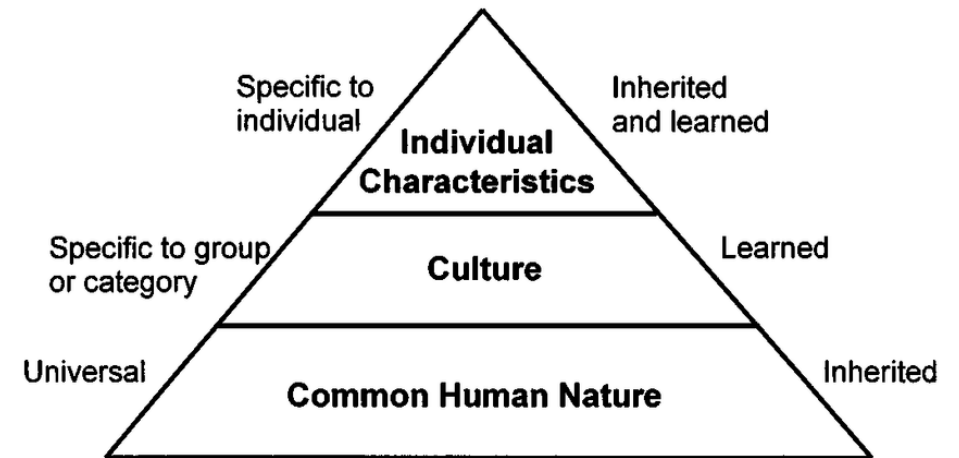 Specific to
individual
Inherited
and learned
Individual
Characteristics
Specific to group
or category
Culture
Learned
Universal
Common Human Nature
Inherited